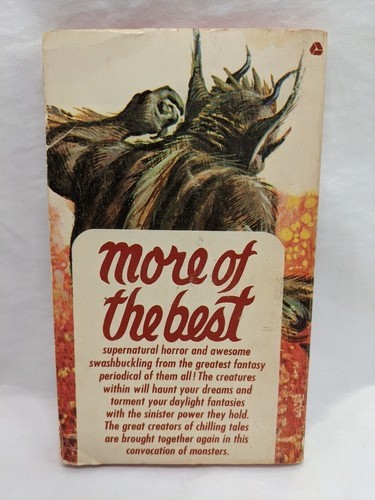 more of
the best
supernatural horror and awesome
swashbuckling from the greatest fantasy
periodical of them all! The creatures
within will haunt your dreams and
torment your daylight fantasies
with the sinister power they hold.
The great creators of chilling tales
are brought together again in this
convocation of monsters.